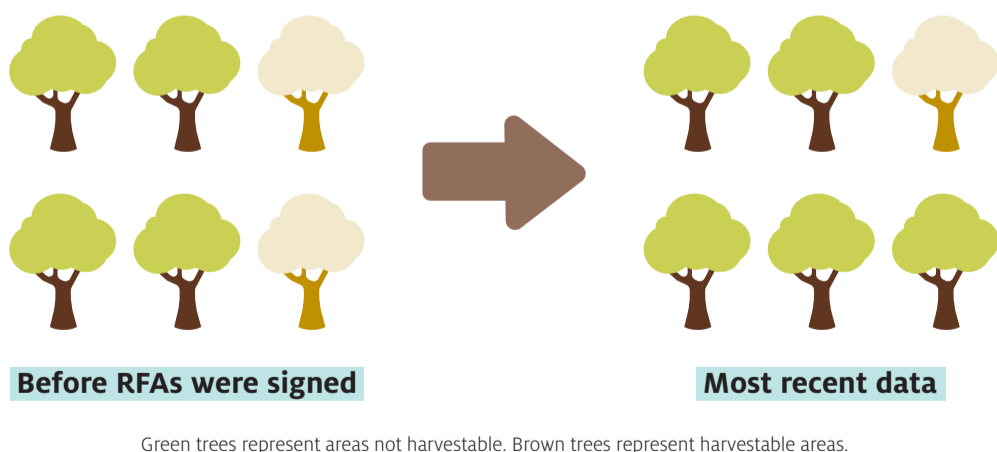 Before RFAs were signed
Most recent data
Green trees represent areas not harvestable. Brown trees represent harvestable areas.